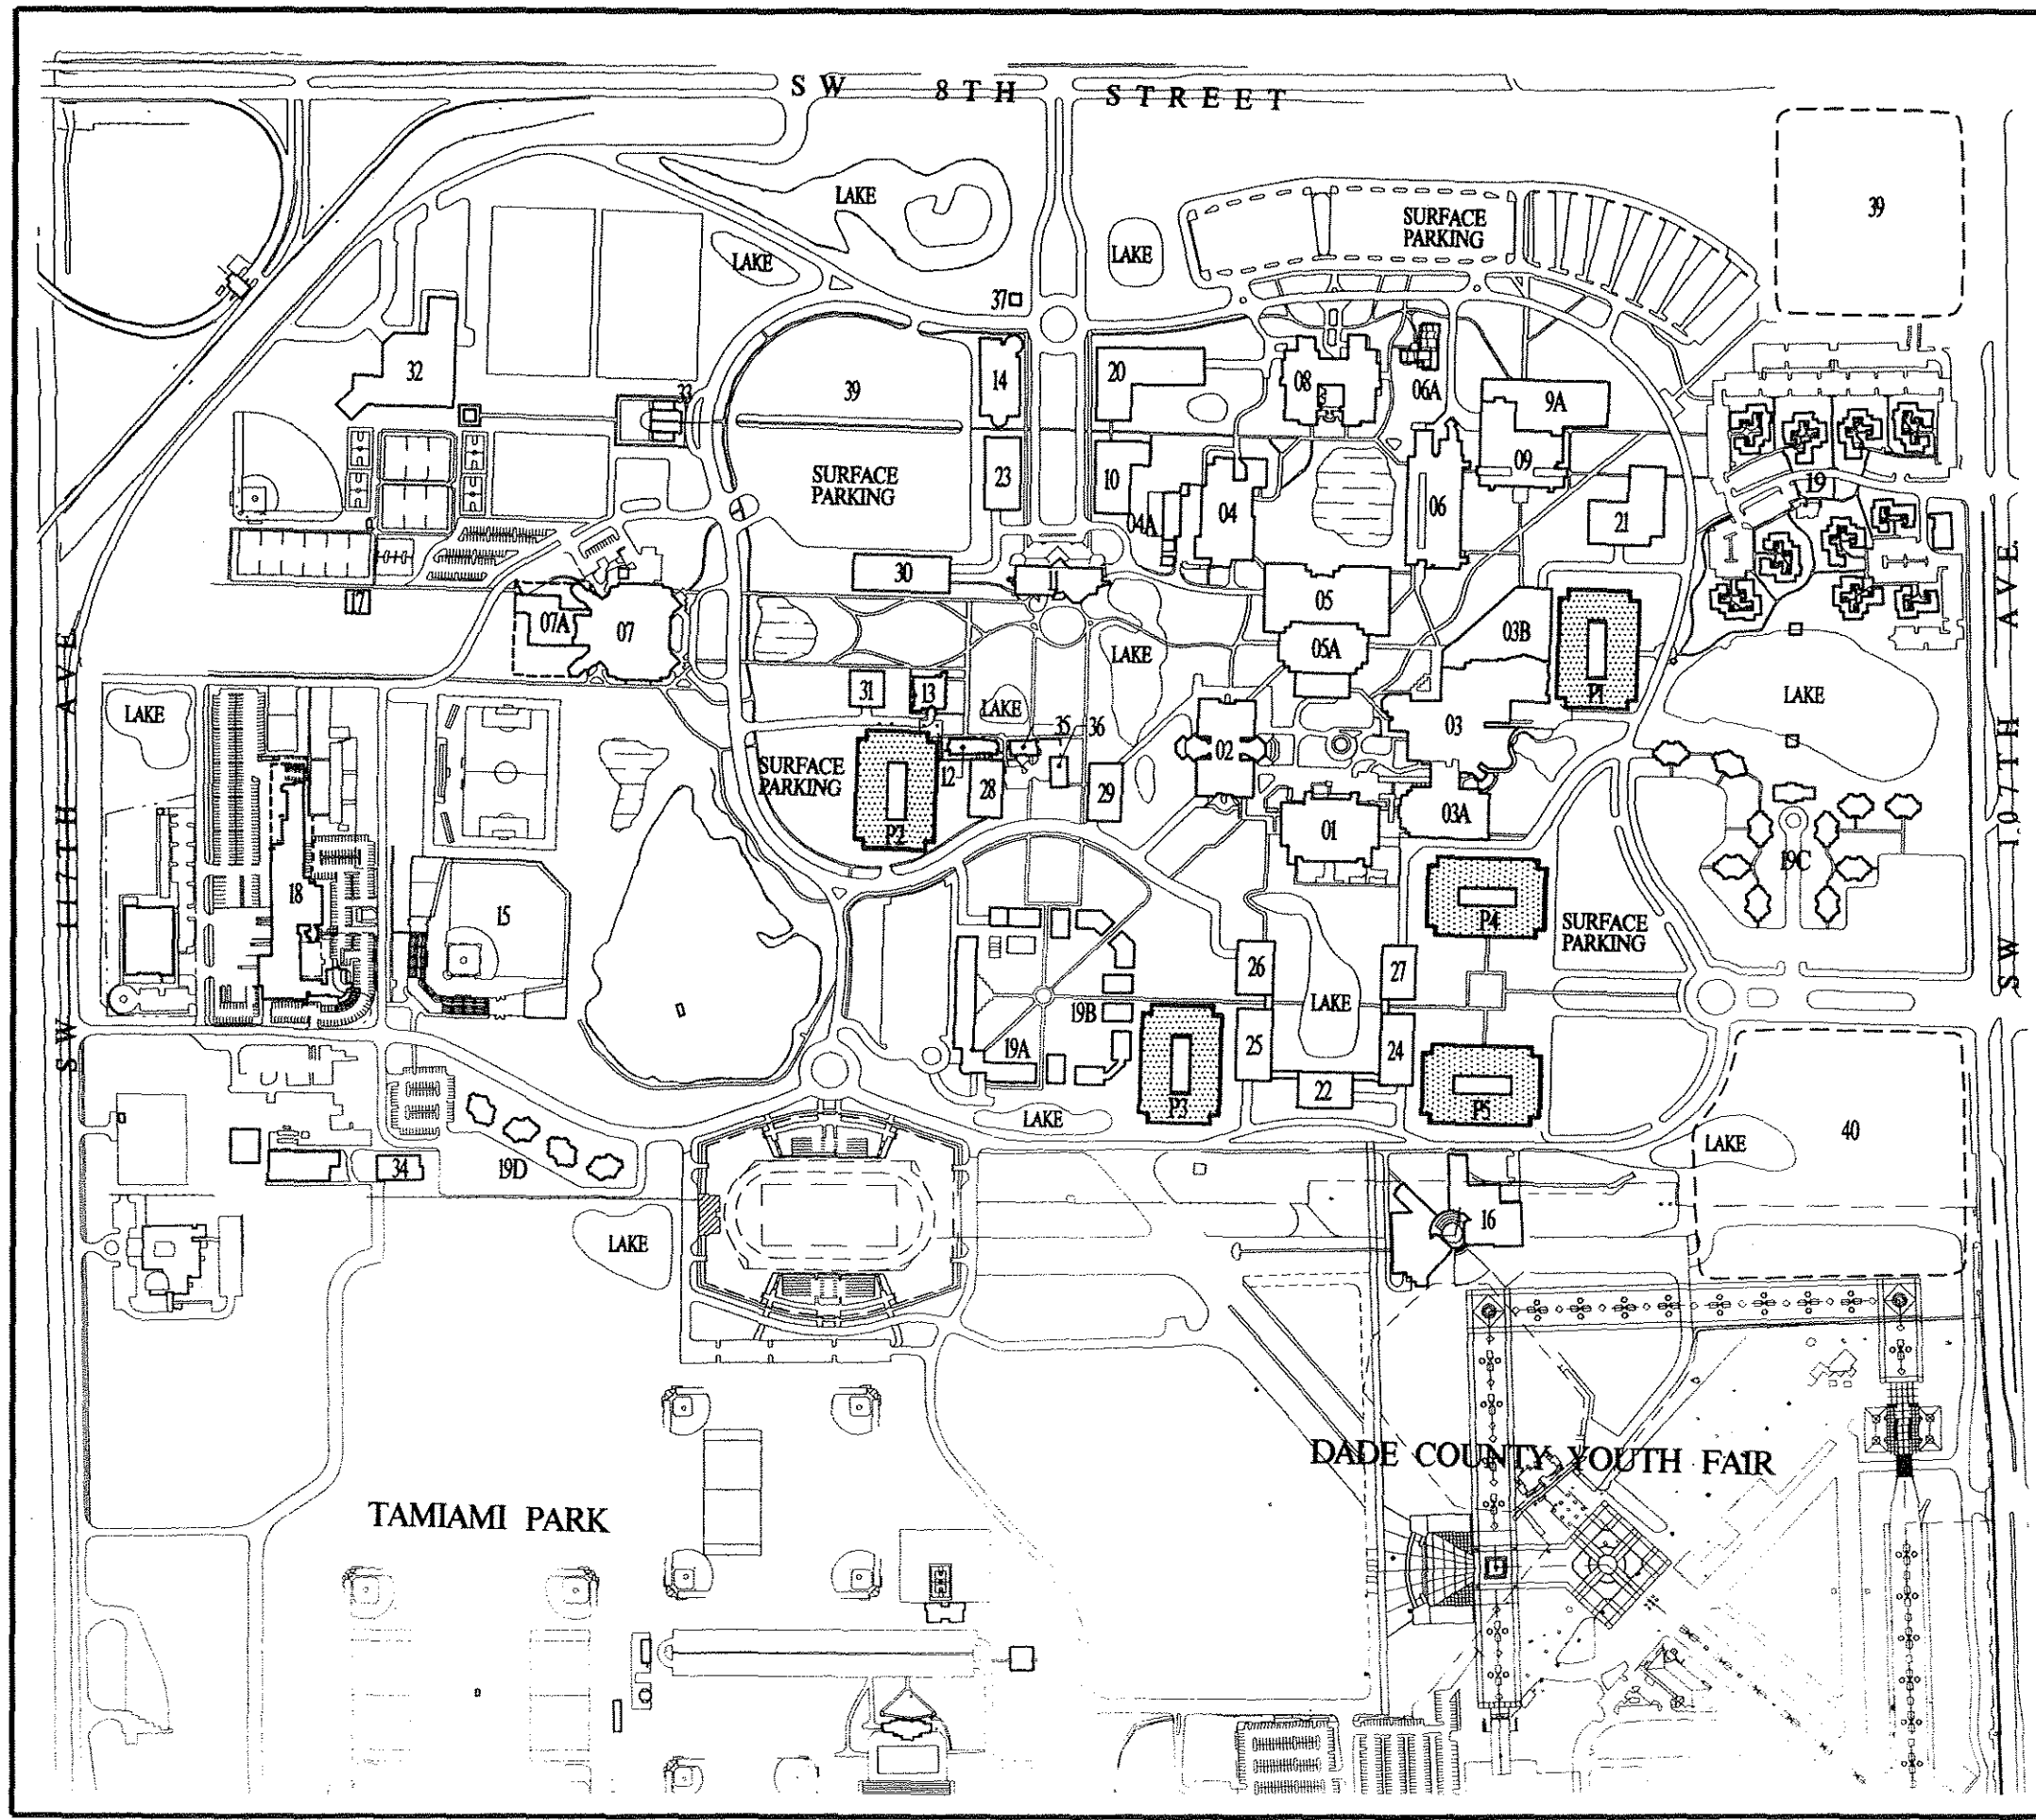 SW 8TH STREET
39
LAKE
SURFACE
PARKING
LAKE
LAKE
37
32
33
39
14
20
08
06A
9A
SURFACE
PARKING
23
10
04A
04
06
09
21
19
SW 107TH AVE.
SW 117TH AVE
17
30
07A
07
05
05A
03B
P1
LAKE
LAKE
LAKE
31
13
LAKE
35
36
02
03
SURFACE
PARKING
P2
12
28
29
01
03A
18
15
P4
SURFACE
PARKING
19C
26
27
LAKE
19B
19A
25
24
22
P3
P5
LAKE
LAKE
40
34
19D
16
LAKE
DADE COUNTY YOUTH FAIR
TAMIAMI PARK